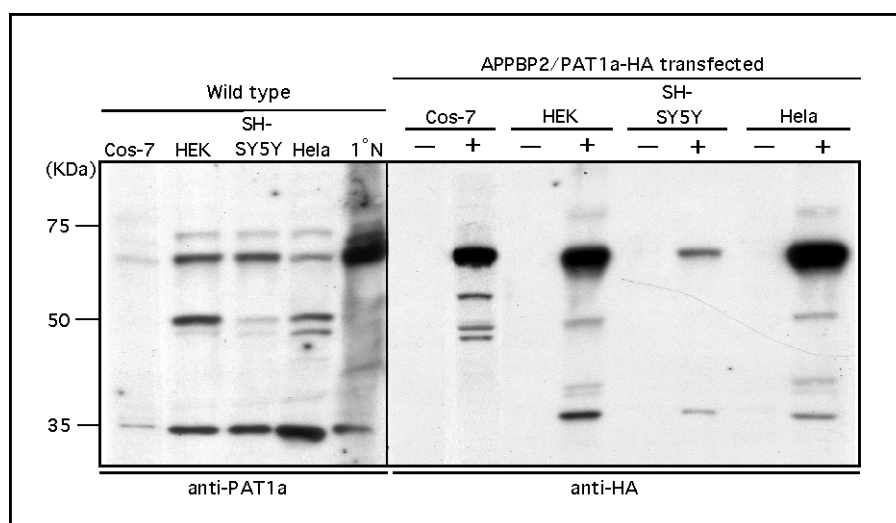 APPBP2/PAT1a-HA transfected
Wild type
SH-
SY5Y
Cos-7 HEK Hela 1°N
Cos-7 HEK SH-
SY5Y Hela
— + — + — + — +
(KDa)
75
50
35
anti-PAT1a
anti-HA